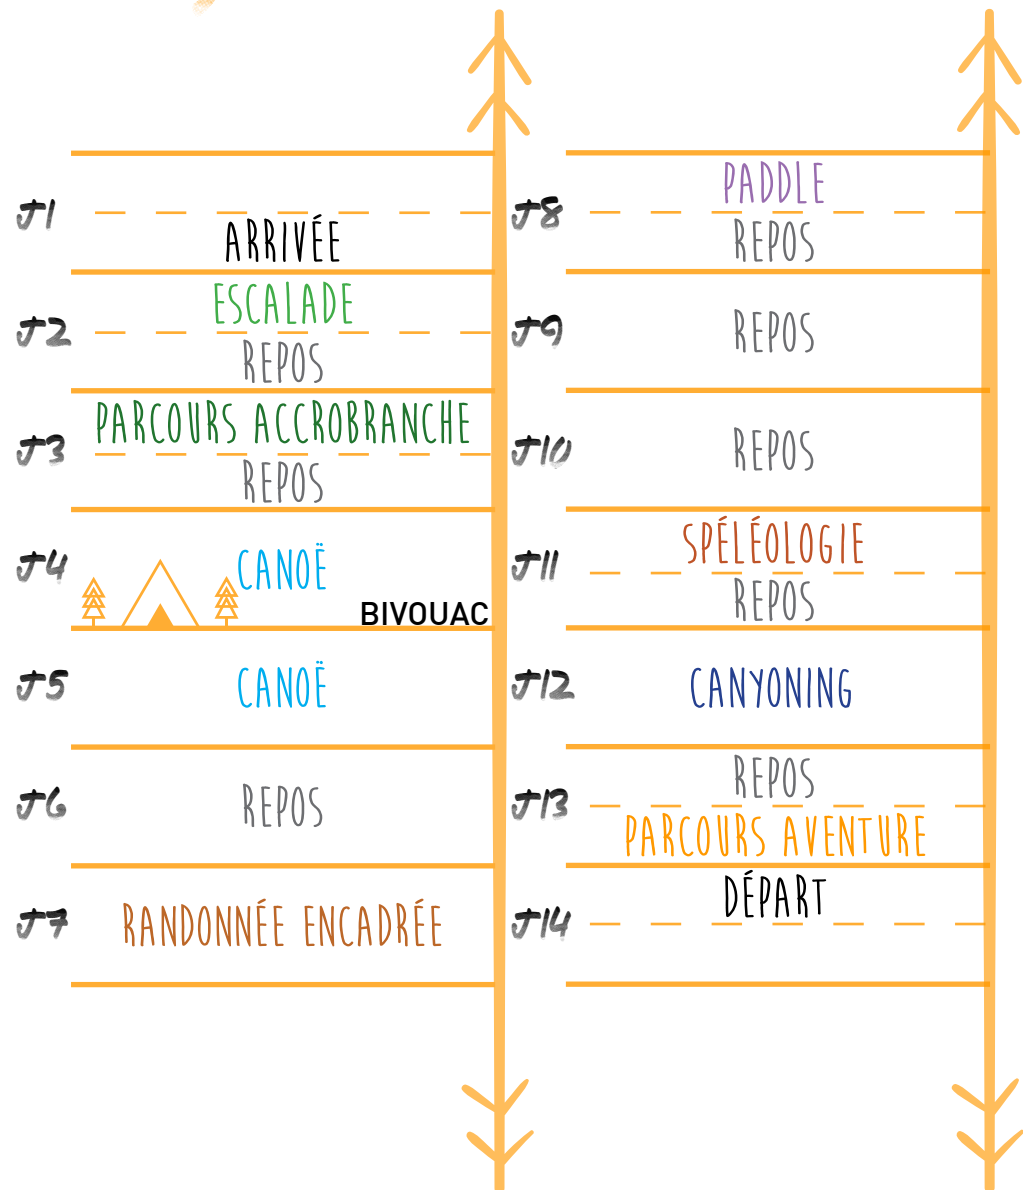 J1
ARRIVÉE
J2
ESCALADE
REPOS
J3
PARCOURS ACCROBRANCHE
REPOS
J4
CANOË
BIVOUAC
J5
CANOË
J6
REPOS
J7
RANDONNÉE ENCADRÉE
J8
PADDLE
REPOS
J9
REPOS
J10
REPOS
J11
SPÉLÉOLOGIE
REPOS
J12
CANYONING
J13
REPOS
PARCOURS AVENTURE
J14
DÉPART